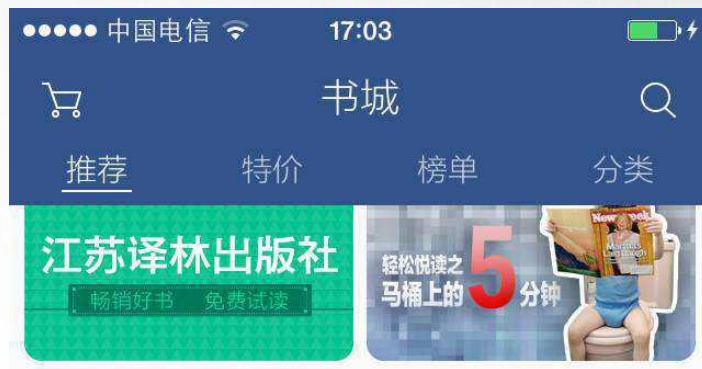 中国电信 17:03
书城
推荐 特价 榜单 分类
江苏译林出版社
畅销好书 免费试读
轻松悦读之
马桶上的5分钟